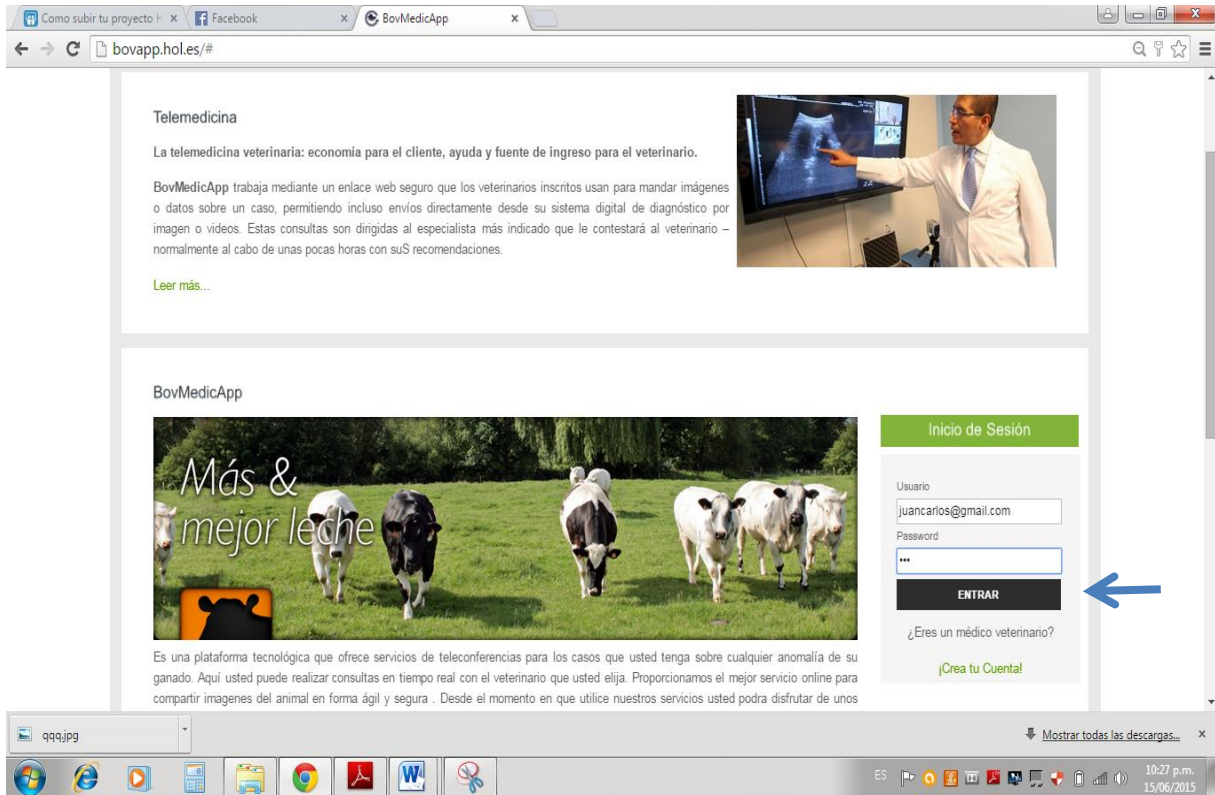 Como subir tu proyecto H
Facebook
BovMedicApp
bovapp.hol.es/#
Telemedicina
La telemedicina veterinaria: economía para el cliente, ayuda y fuente de ingreso para el veterinario.
BovMedicApp trabaja mediante un enlace web seguro que los veterinarios inscritos usan para mandar imágenes
o datos sobre un caso, permitiendo incluso envíos directamente desde su sistema digital de diagnóstico por
imagen o videos. Estas consultas son dirigidas al especialista más indicado que le contestará al veterinario –
normalmente al cabo de unas pocas horas con suS recomendaciones.
Leer más...
BovMedicApp
Más &
mejor leche
Inicio de Sesión
Usuario
juancarlos@gmail.com
Password
•••
ENTRAR
¿Eres un médico veterinario?
¡Crea tu Cuenta!
Es una plataforma tecnológica que ofrece servicios de teleconferencias para los casos que usted tenga sobre cualquier anomalía de su
ganado. Aquí usted puede realizar consultas en tiempo real con el veterinario que usted elija. Proporcionamos el mejor servicio online para
compartir imagenes del animal en forma ágil y segura . Desde el momento en que utilice nuestros servicios usted podra disfrutar de unos
qqq.jpg
Mostrar todas las descargas...
ES
10:27 p.m.
15/06/2015